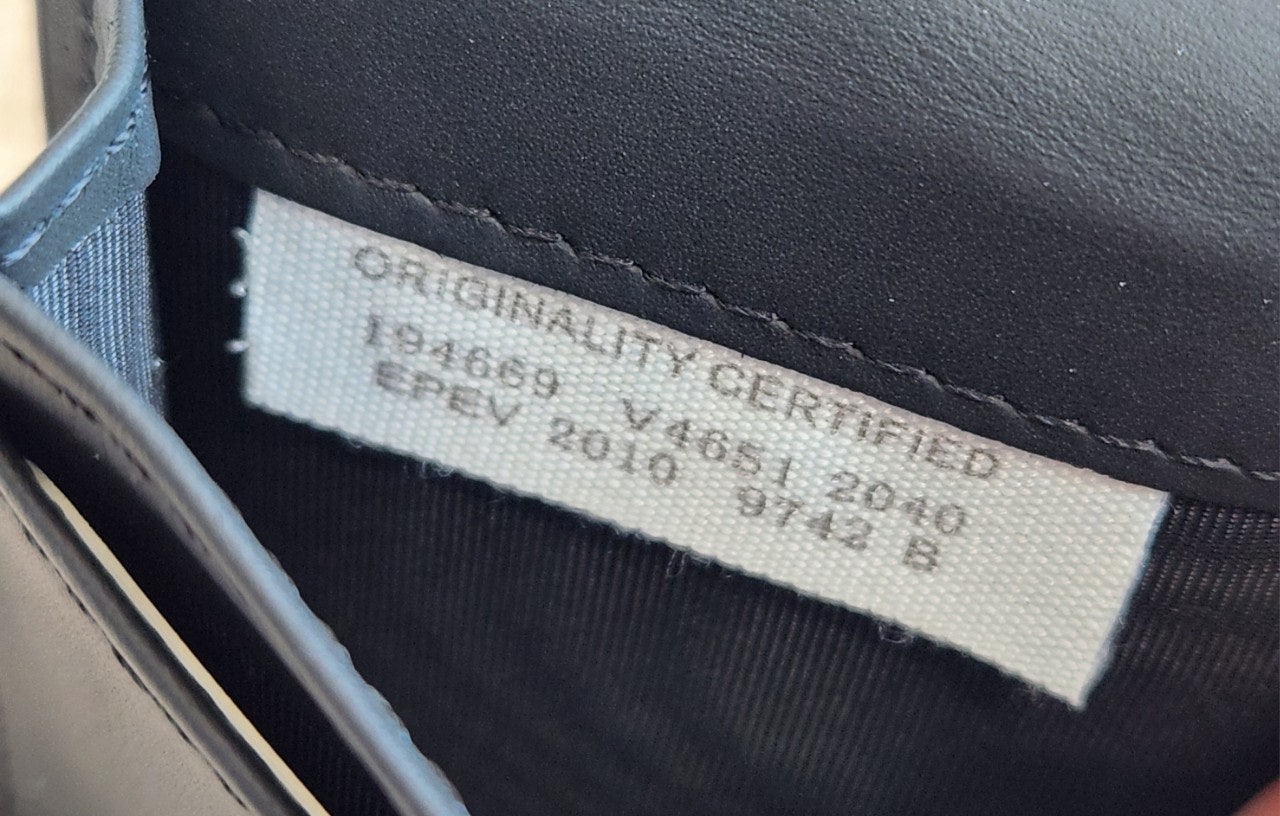 ORIGINALITY CERTIFIED
194669 V4651 2040
EPEV 2010 9742 B